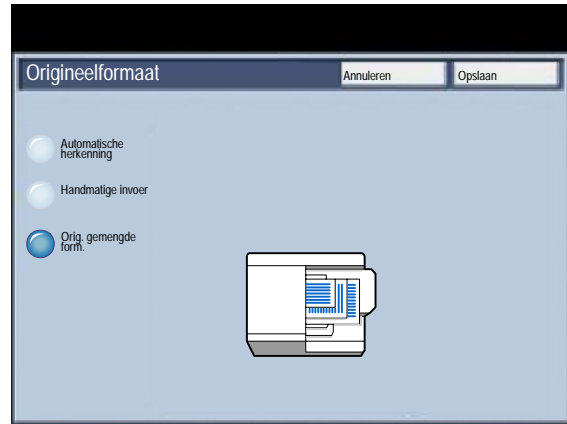 Origineelformaat
Annuleren
Opslaan
Automatische
herkenning
Handmatige invoer
Orig. gemengde
form.